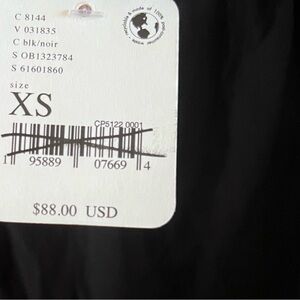 C 8144
V 031835
C blk/noir
S OB1323784
S 61601860
size
XS
CP5122 0001
1 95889 07669 4
$88.00 USD